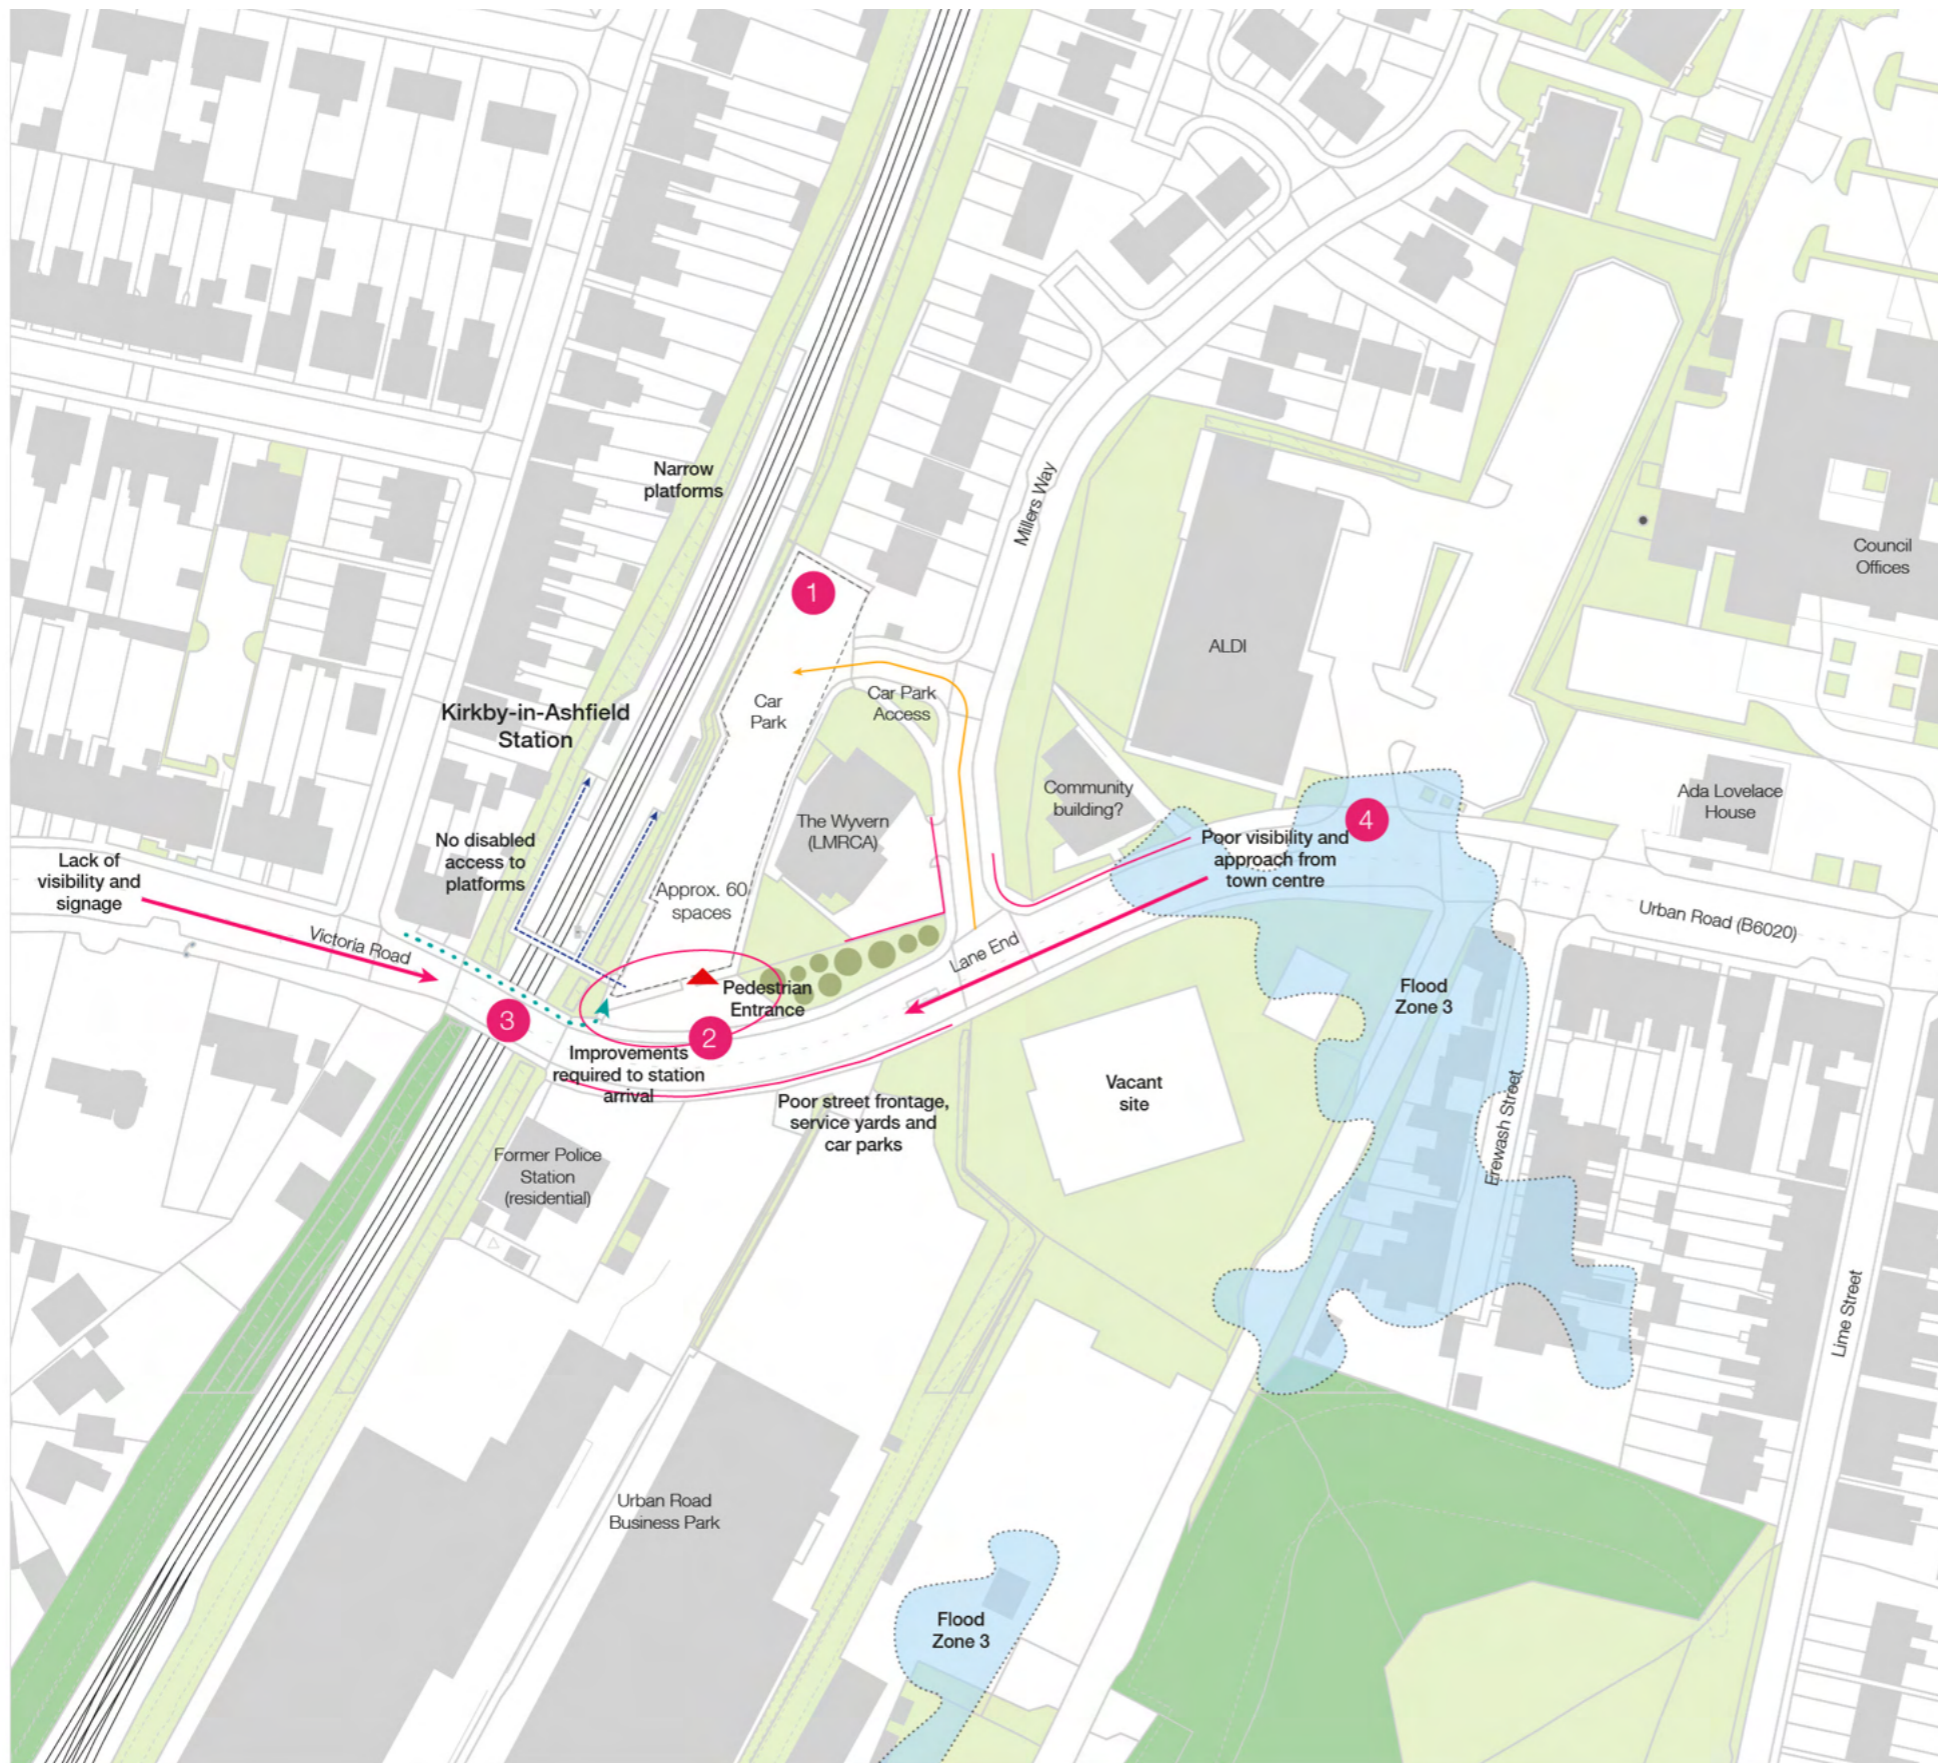 Narrow
platforms
Millers Way
Council
Offices
1
ALDI
Kirkby-in-Ashfield
Station
Car
Park
Car Park
Access
Community
building?
Ada Lovelace
House
The Wyvern
(LMRCA)
4
No disabled
access to
platforms
Lack of
visibility and
signage
Poor visibility and
approach from
town centre
Approx. 60
spaces
Victoria Road
Urban Road (B6020)
Lane End
Pedestrian
Entrance
Flood
Zone 3
3
2
Improvements
required to station
arrival
Vacant
site
Poor street frontage,
service yards and
car parks
Erewash Street
Former Police
Station
(residential)
Lime Street
Urban Road
Business Park
Flood
Zone 3